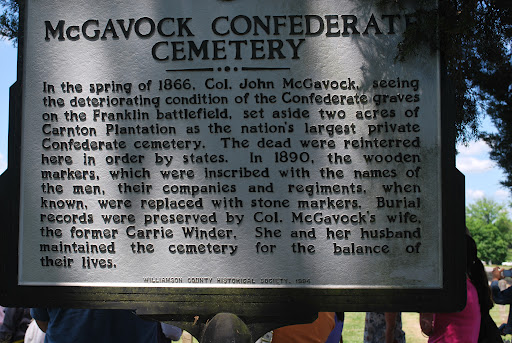 McGAVOCK CONFEDERATE
CEMETERY
In the spring of 1866, Col. John McGavock, seeing
the deteriorating condition of the Confederate graves
on the Franklin battlefield, set aside two acres of
Carnton Plantation as the nation's largest private
Confederate cemetery. The dead were reinterred
here in order by states. In 1890, the wooden
markers, which were inscribed with the names of
the men, their companies and regiments, when
known, were replaced with stone markers. Burial
records were preserved by Col. McGavock's wife,
the former Carrie Winder. She and her husband
maintained the cemetery for the balance of
their lives.
WILLIAMSON COUNTY HISTORICAL SOCIETY,